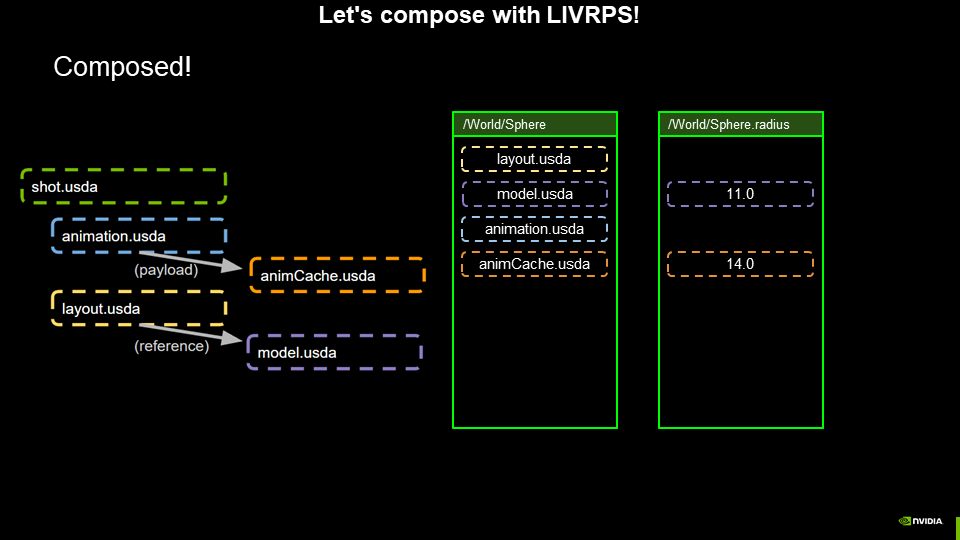 Let's compose with LIVRPS!
Composed!
shot.usda
animation.usda
(payload)
animCache.usda
layout.usda
(reference)
model.usda
/World/Sphere
layout.usda
model.usda
animation.usda
animCache.usda
/World/Sphere.radius
11.0
14.0
NVIDIA